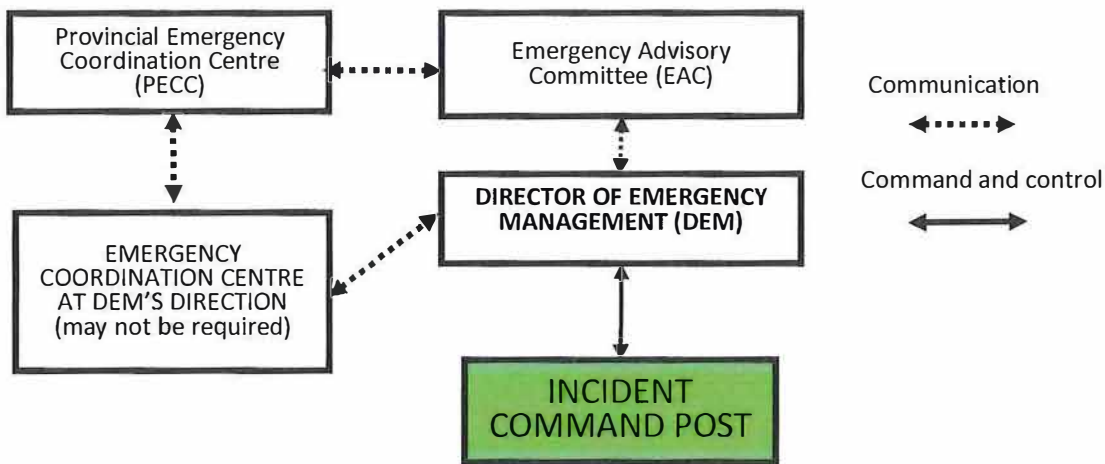 Provincial Emergency
Coordination Centre
(PECC)
Emergency Advisory
Committee (EAC)
Communication
Command and control
DIRECTOR OF EMERGENCY
MANAGEMENT (DEM)
EMERGENCY
COORDINATION CENTRE
AT DEM'S DIRECTION
(may not be required)
INCIDENT
COMMAND POST